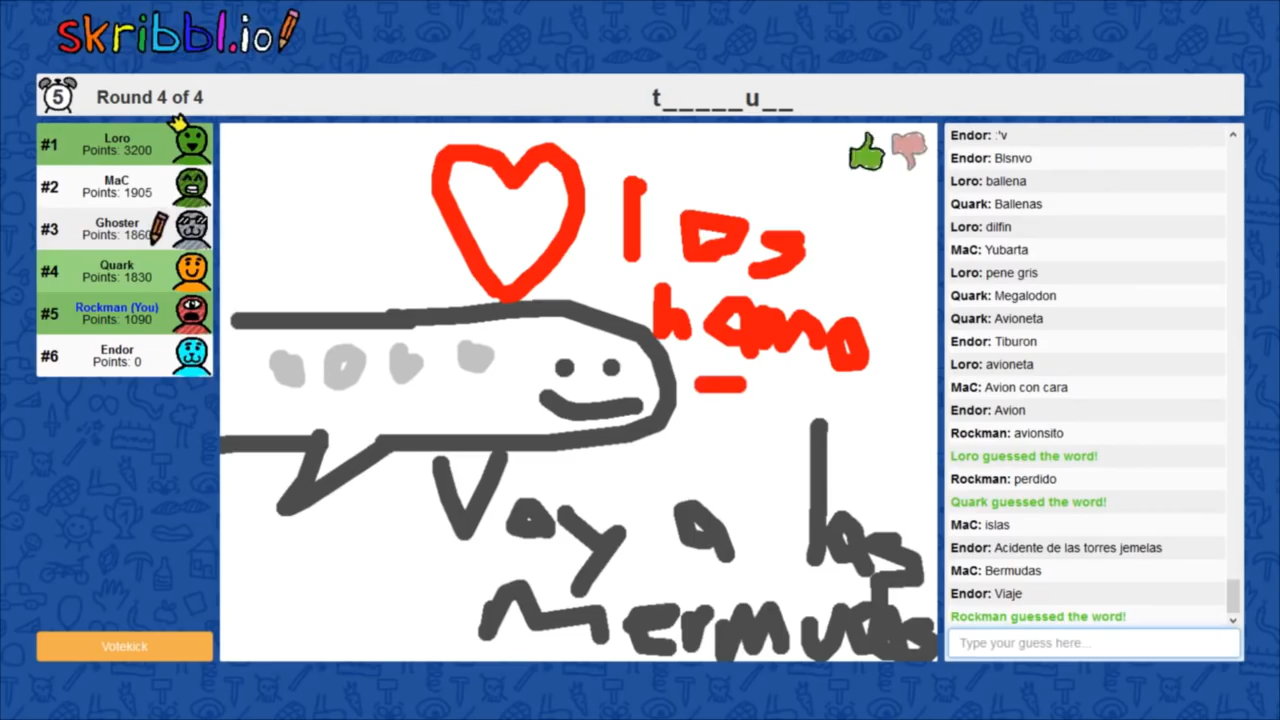 skribbl.io
5
Round 4 of 4
t_____u__
#1
Loro
Points: 3200
#2
MaC
Points: 1905
#3
Ghoster
Points: 1860
#4
Quark
Points: 1830
#5
Rockman (You)
Points: 1090
#6
Endor
Points: 0
Votekick
I los
hamo
Voy a las
Mermudas
Endor: :'v
Endor: Blsnvo
Loro: ballena
Quark: Ballenas
Loro: dilfin
MaC: Yubarta
Loro: pene gris
Quark: Megalodon
Quark: Avioneta
Endor: Tiburon
Loro: avioneta
MaC: Avion con cara
Endor: Avion
Rockman: avionsito
Loro guessed the word!
Rockman: perdido
Quark guessed the word!
MaC: islas
Endor: Acidente de las torres jemelas
MaC: Bermudas
Endor: Viaje
Rockman guessed the word!
Type your guess here...